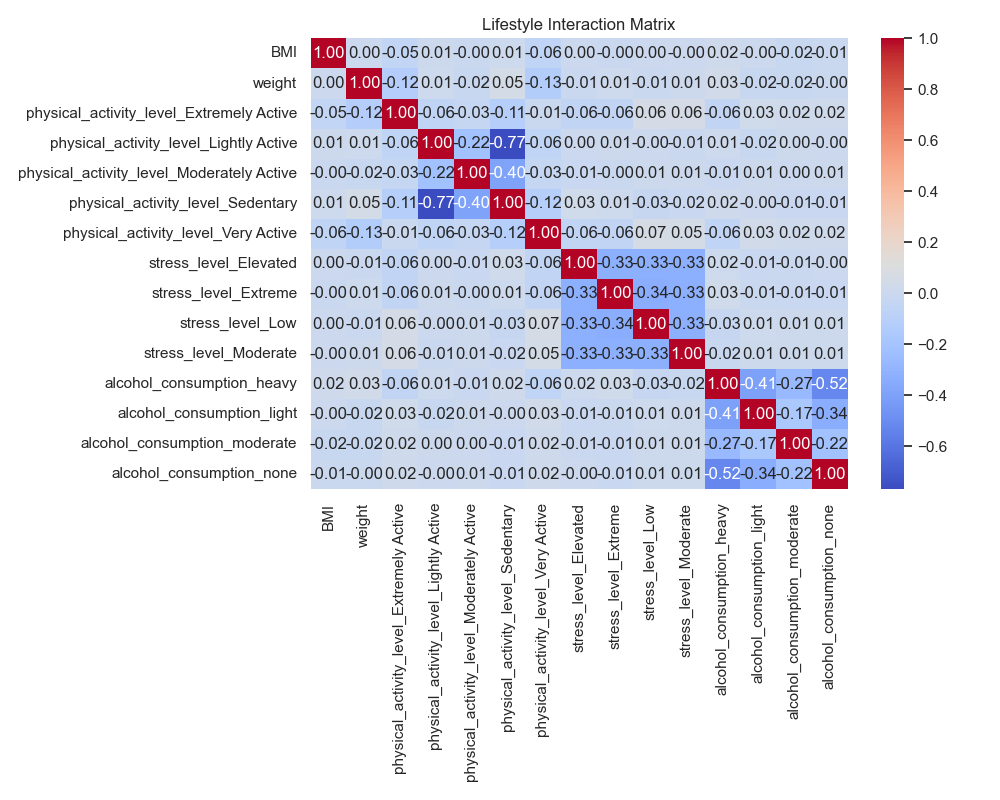 Lifestyle Interaction Matrix
BMI 1.00 0.00 -0.05 0.01 -0.00 0.01 -0.06 0.00 -0.00 0.00 -0.00 0.02 -0.00 -0.02 -0.01
weight 0.00 1.00 -0.12 0.01 -0.02 0.05 -0.13 -0.01 0.01 -0.01 0.01 0.03 -0.02 -0.02 -0.00
physical_activity_level_Extremely Active -0.05 -0.12 1.00 -0.06 -0.03 -0.11 -0.01 -0.06 -0.06 0.06 0.06 -0.06 0.03 0.02 0.02
physical_activity_level_Lightly Active 0.01 0.01 -0.06 1.00 -0.22 -0.77 -0.06 0.00 0.01 -0.00 -0.01 0.01 -0.02 0.00 -0.00
physical_activity_level_Moderately Active -0.00 -0.02 -0.03 -0.22 1.00 -0.40 -0.03 -0.01 -0.00 0.01 0.01 -0.01 0.01 0.00 0.01
physical_activity_level_Sedentary 0.01 0.05 -0.11 -0.77 -0.40 1.00 -0.12 0.03 0.01 -0.03 -0.02 0.02 -0.00 -0.01 -0.01
physical_activity_level_Very Active -0.06 -0.13 -0.01 -0.06 -0.03 -0.12 1.00 -0.06 -0.06 0.07 0.05 -0.06 0.03 0.02 0.02
stress_level_Elevated 0.00 -0.01 -0.06 0.00 -0.01 0.03 -0.06 1.00 -0.33 -0.33 -0.33 0.02 -0.01 -0.01 -0.00
stress_level_Extreme -0.00 0.01 -0.06 0.01 -0.00 0.01 -0.06 -0.33 1.00 -0.34 -0.33 0.03 -0.01 -0.01 -0.01
stress_level_Low 0.00 -0.01 0.06 -0.00 0.01 -0.03 0.07 -0.33 -0.34 1.00 -0.33 -0.03 0.01 0.01 0.01
stress_level_Moderate -0.00 0.01 0.06 -0.01 0.01 -0.02 0.05 -0.33 -0.33 -0.33 1.00 -0.02 0.01 0.01 0.01
alcohol_consumption_heavy 0.02 0.03 -0.06 0.01 -0.01 0.02 -0.06 0.02 0.03 -0.03 -0.02 1.00 -0.41 -0.27 -0.52
alcohol_consumption_light -0.00 -0.02 0.03 -0.02 0.01 -0.00 0.03 -0.01 -0.01 0.01 0.01 -0.41 1.00 -0.17 -0.34
alcohol_consumption_moderate -0.02 -0.02 0.02 0.00 0.00 -0.01 0.02 -0.01 -0.01 0.01 0.01 -0.27 -0.17 1.00 -0.22
alcohol_consumption_none -0.01 -0.00 0.02 -0.00 0.01 -0.01 0.02 -0.00 -0.01 0.01 0.01 -0.52 -0.34 -0.22 1.00
BMI
weight
physical_activity_level_Extremely Active
physical_activity_level_Lightly Active
physical_activity_level_Moderately Active
physical_activity_level_Sedentary
physical_activity_level_Very Active
stress_level_Elevated
stress_level_Extreme
stress_level_Low
stress_level_Moderate
alcohol_consumption_heavy
alcohol_consumption_light
alcohol_consumption_moderate
alcohol_consumption_none
1.0
0.8
0.6
0.4
0.2
0.0
−0.2
−0.4
−0.6